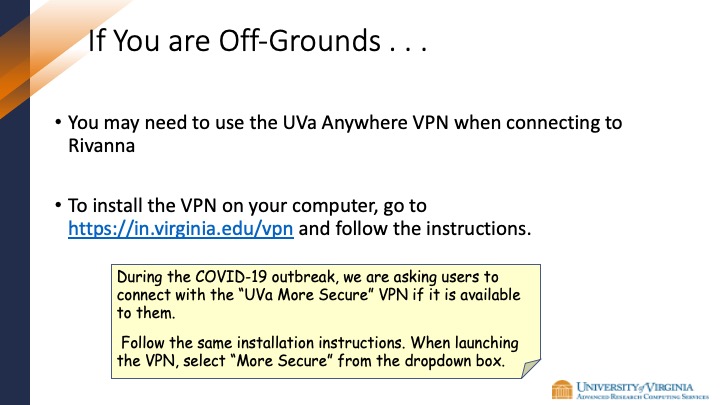 If You are Off-Grounds . . .
• You may need to use the UVa Anywhere VPN when connecting to
Rivanna
• To install the VPN on your computer, go to
https://in.virginia.edu/vpn and follow the instructions.
During the COVID-19 outbreak, we are asking users to
connect with the “UVa More Secure” VPN if it is available
to them.
Follow the same installation instructions. When launching
the VPN, select “More Secure” from the dropdown box.
UNIVERSITY of VIRGINIA
ADVANCED RESEARCH COMPUTING SERVICES